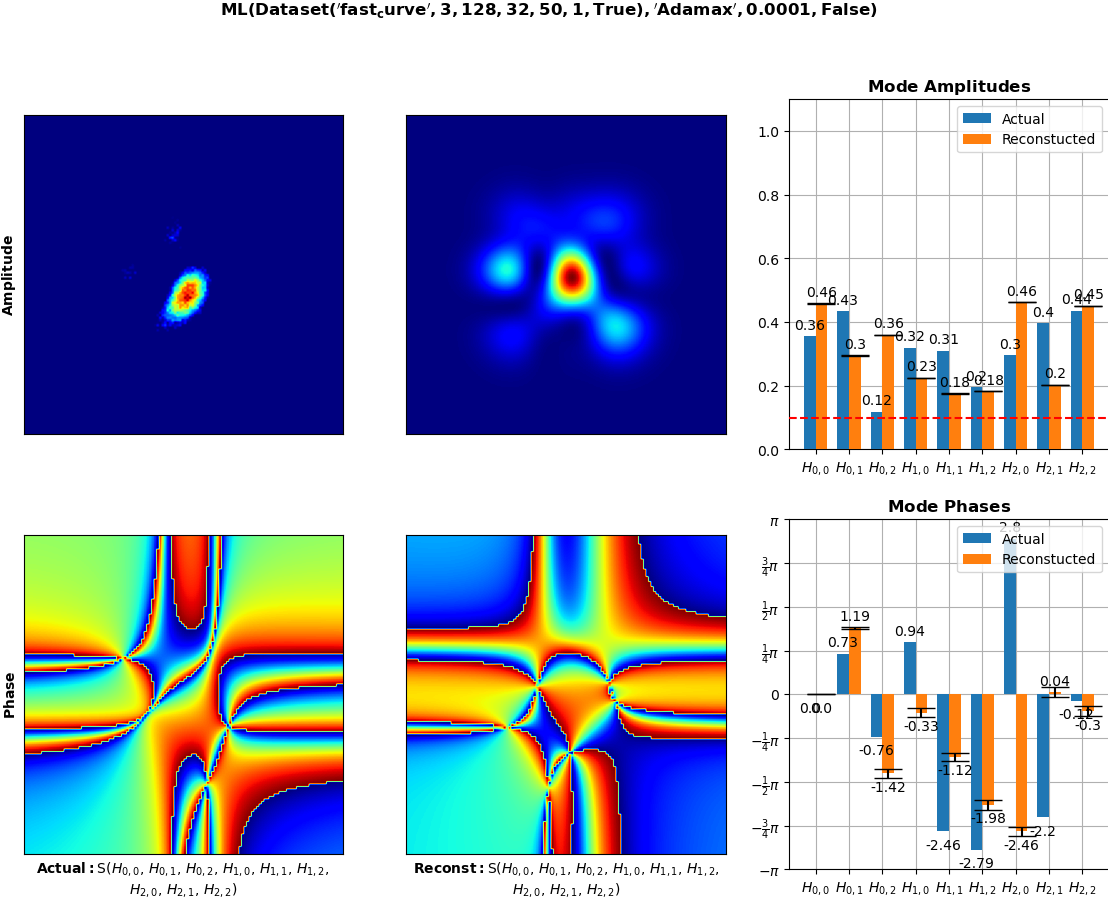 ML(Dataset('fast_curve', 3, 128, 32, 50, 1, True), 'Adamax', 0.0001, False)
Amplitude
Mode Amplitudes
Actual
Reconstucted
1.0
0.8
0.6
0.4
0.2
0.0
0.36
0.46
0.43
0.3
0.12
0.36
0.32
0.23
0.31
0.18
0.2
0.18
0.3
0.46
0.4
0.2
0.44
0.45
H0,0 H0,1 H0,2 H1,0 H1,1 H1,2 H2,0 H2,1 H2,2
Phase
Mode Phases
Actual
Reconstucted
π
3/4π
1/2π
1/4π
0
−1/4π
−1/2π
−3/4π
−π
0.0
0.0
0.73
1.19
-0.76
-1.42
0.94
-0.33
-2.46
-1.12
-2.79
-1.98
2.8
-2.46
-2.2
0.04
-0.12
-0.3
H0,0 H0,1 H0,2 H1,0 H1,1 H1,2 H2,0 H2,1 H2,2
Actual: S(H0,0, H0,1, H0,2, H1,0, H1,1, H1,2,
H2,0, H2,1, H2,2)
Reconst: S(H0,0, H0,1, H0,2, H1,0, H1,1, H1,2,
H2,0, H2,1, H2,2)